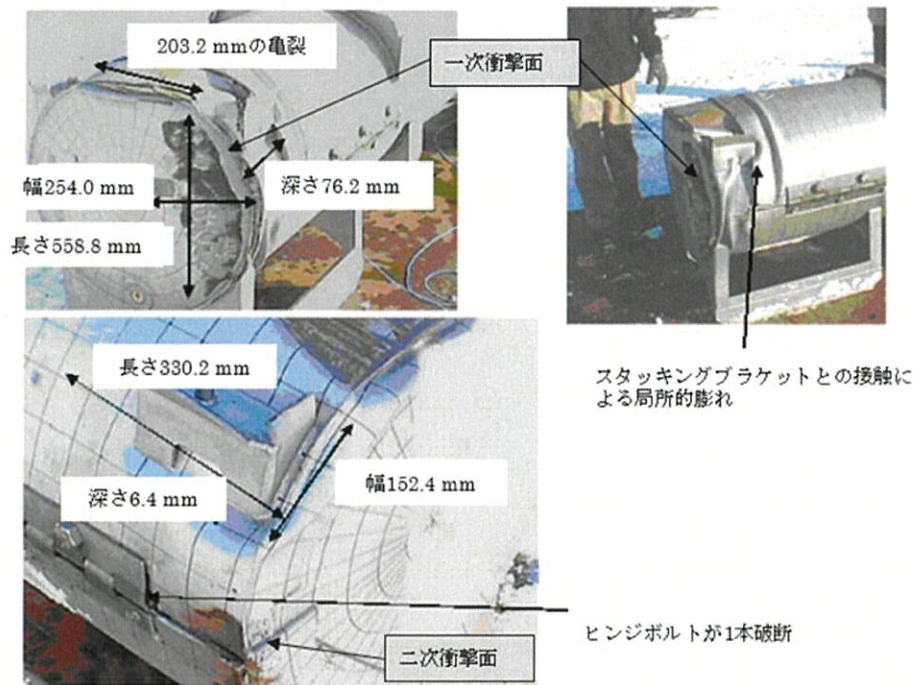 203.2 mmの亀裂
一次衝撃面
幅254.0 mm
深さ76.2 mm
長さ558.8 mm
スタッキングブラケットとの接触に
よる局所的膨れ
長さ330.2 mm
深さ6.4 mm
幅152.4 mm
ヒンジボルトが1本破断
二次衝撃面